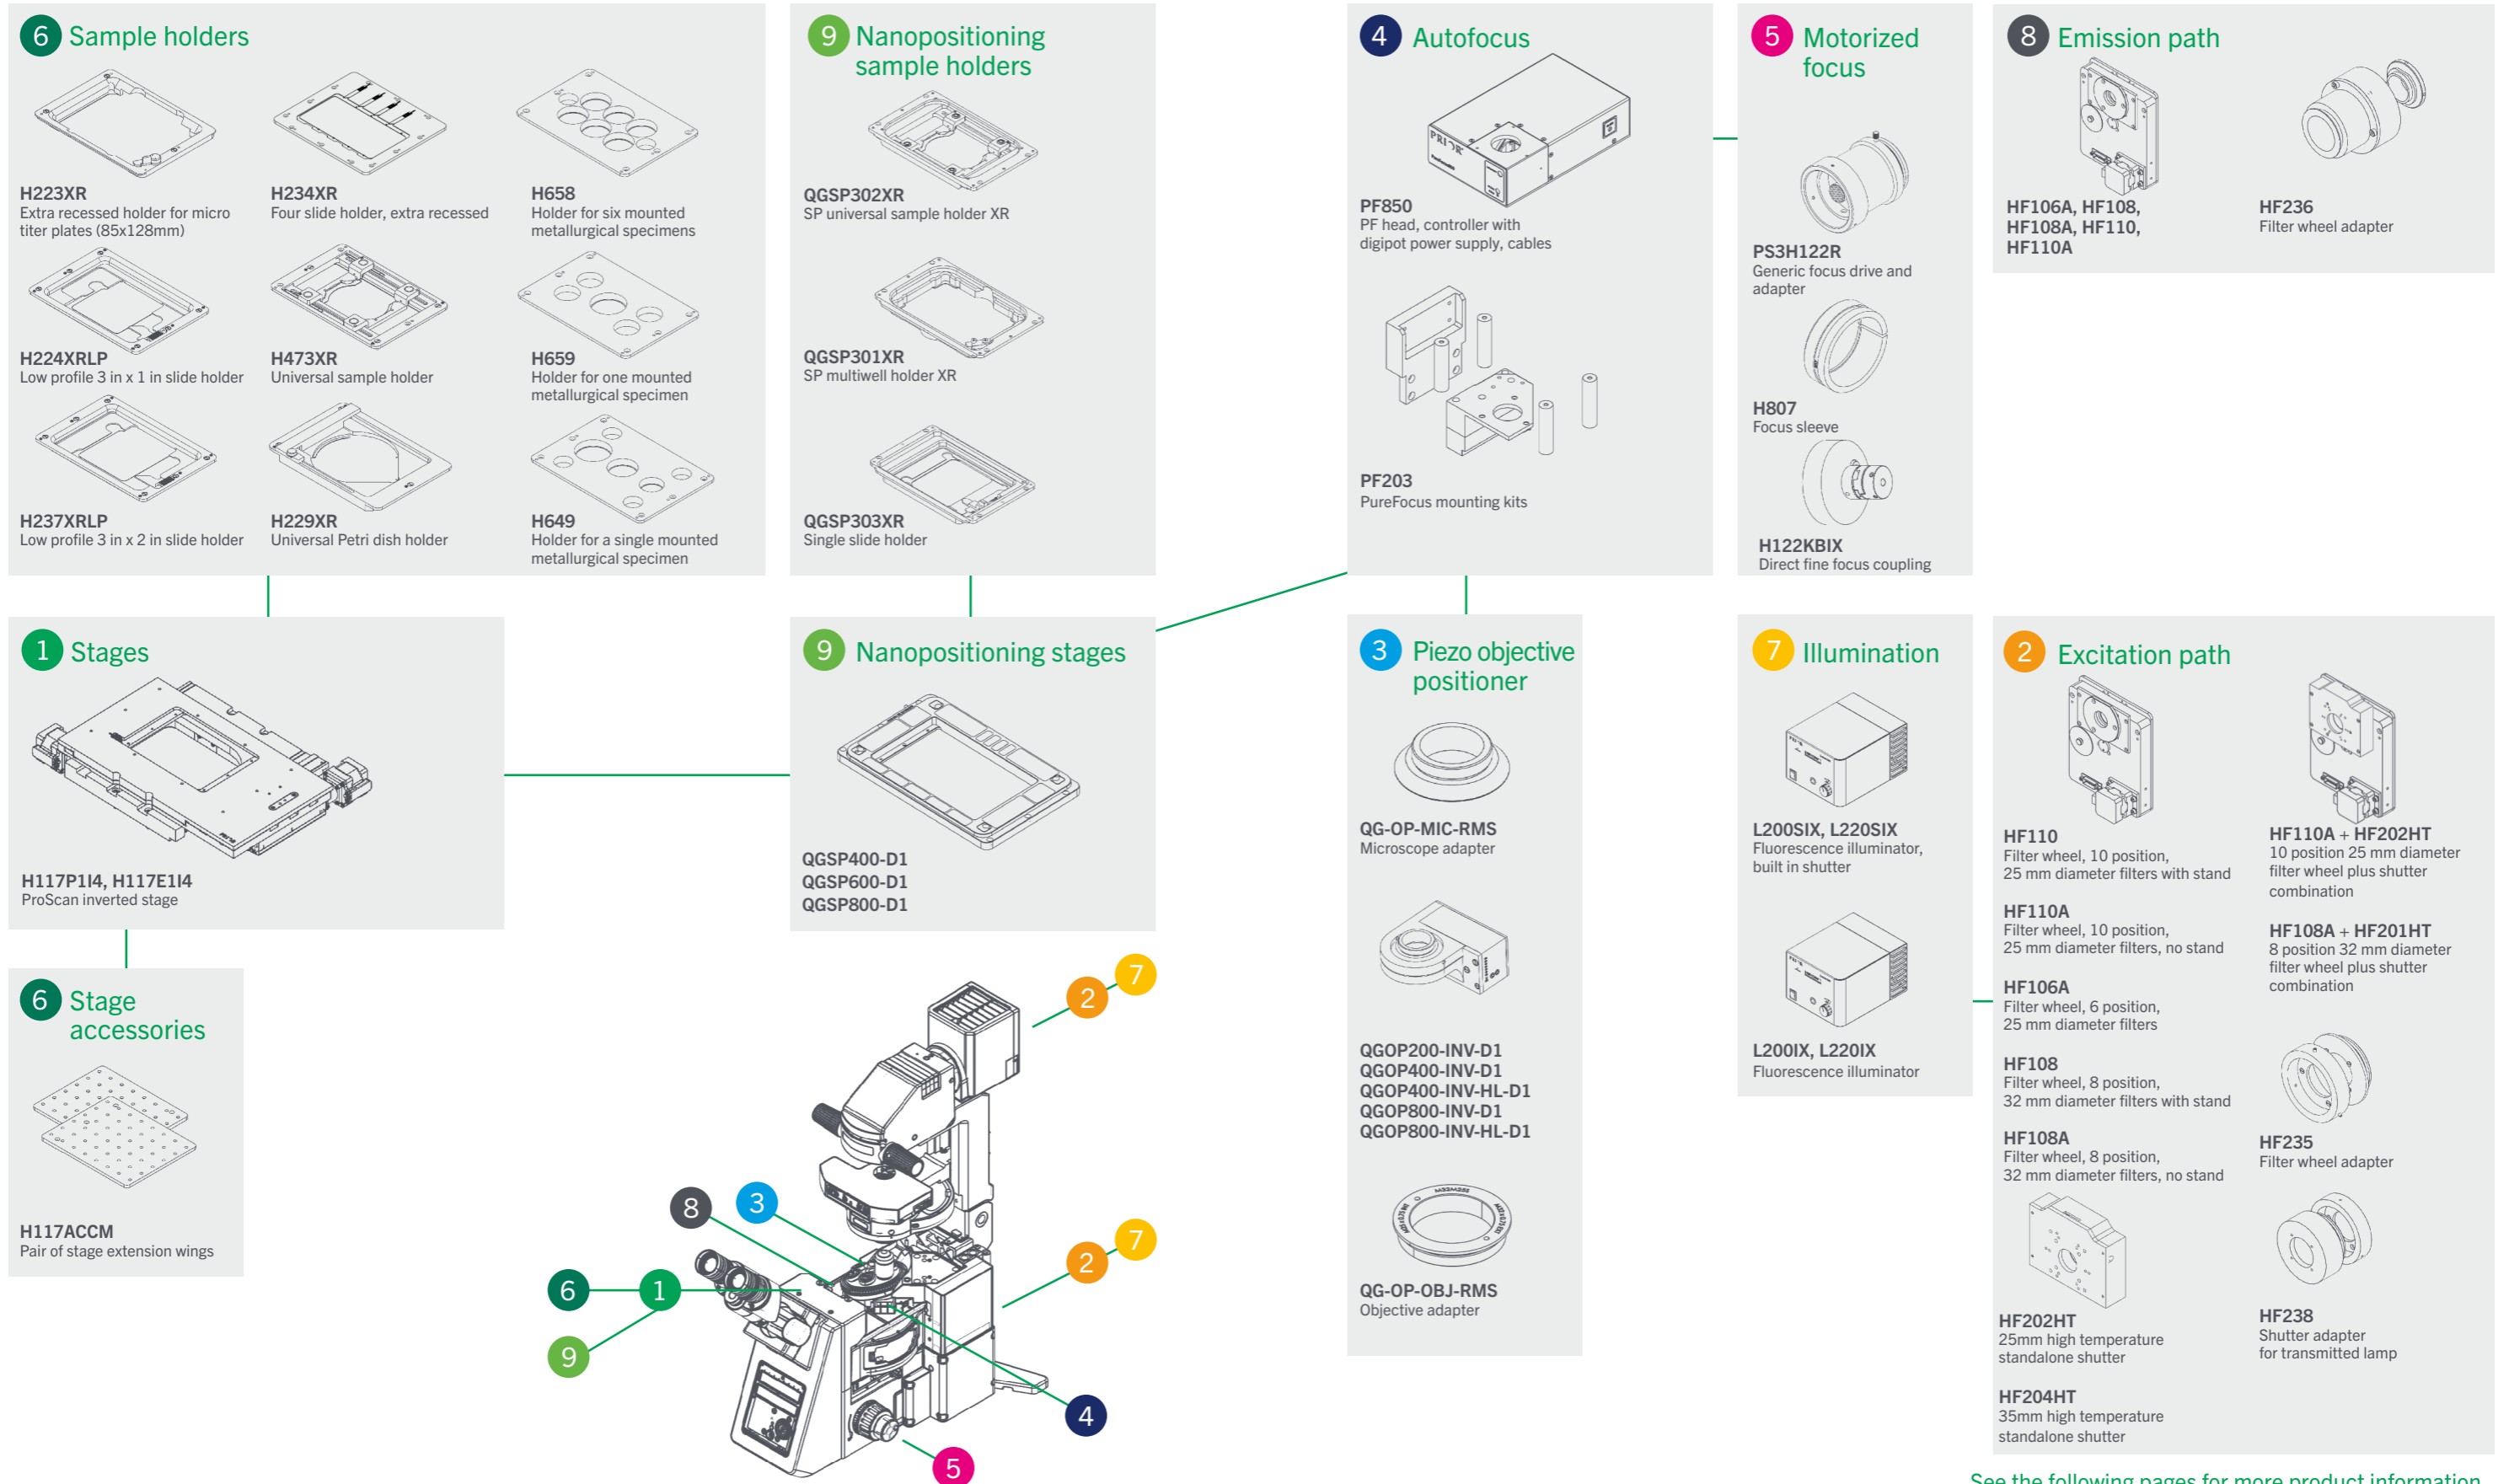 6 Sample holders
H223XR
Extra recessed holder for micro
titer plates (85x128mm)
H234XR
Four slide holder, extra recessed
H658
Holder for six mounted
metallurgical specimens
H224XRLP
Low profile 3 in x 1 in slide holder
H473XR
Universal sample holder
H659
Holder for one mounted
metallurgical specimen
H237XRLP
Low profile 3 in x 2 in slide holder
H229XR
Universal Petri dish holder
H649
Holder for a single mounted
metallurgical specimen
9 Nanopositioning
sample holders
QGSP302XR
SP universal sample holder XR
QGSP301XR
SP multiwell holder XR
QGSP303XR
Single slide holder
4 Autofocus
PRIOR
PF850
PF head, controller with
digipot power supply, cables
PF203
PureFocus mounting kits
5 Motorized
focus
PS3H122R
Generic focus drive and
adapter
H807
Focus sleeve
H122KBIX
Direct fine focus coupling
8 Emission path
HF106A, HF108,
HF108A, HF110,
HF110A
HF236
Filter wheel adapter
1 Stages
H117P1I4, H117E1I4
ProScan inverted stage
9 Nanopositioning stages
QGSP400-D1
QGSP600-D1
QGSP800-D1
3 Piezo objective
positioner
QG-OP-MIC-RMS
Microscope adapter
QGOP200-INV-D1
QGOP400-INV-D1
QGOP400-INV-HL-D1
QGOP800-INV-D1
QGOP800-INV-HL-D1
QG-OP-OBJ-RMS
Objective adapter
7 Illumination
L200SIX, L220SIX
Fluorescence illuminator,
built in shutter
L200IX, L220IX
Fluorescence illuminator
2 Excitation path
HF110
Filter wheel, 10 position,
25 mm diameter filters with stand
HF110A
Filter wheel, 10 position,
25 mm diameter filters, no stand
HF106A
Filter wheel, 6 position,
25 mm diameter filters
HF108
Filter wheel, 8 position,
32 mm diameter filters with stand
HF108A
Filter wheel, 8 position,
32 mm diameter filters, no stand
HF202HT
25mm high temperature
standalone shutter
HF204HT
35mm high temperature
standalone shutter
HF110A + HF202HT
10 position 25 mm diameter
filter wheel plus shutter
combination
HF108A + HF201HT
8 position 32 mm diameter
filter wheel plus shutter
combination
HF235
Filter wheel adapter
HF238
Shutter adapter
for transmitted lamp
6 Stage
accessories
H117ACCM
Pair of stage extension wings
7
2
3
8
7
2
6
1
9
4
5
See the following pages for more product information